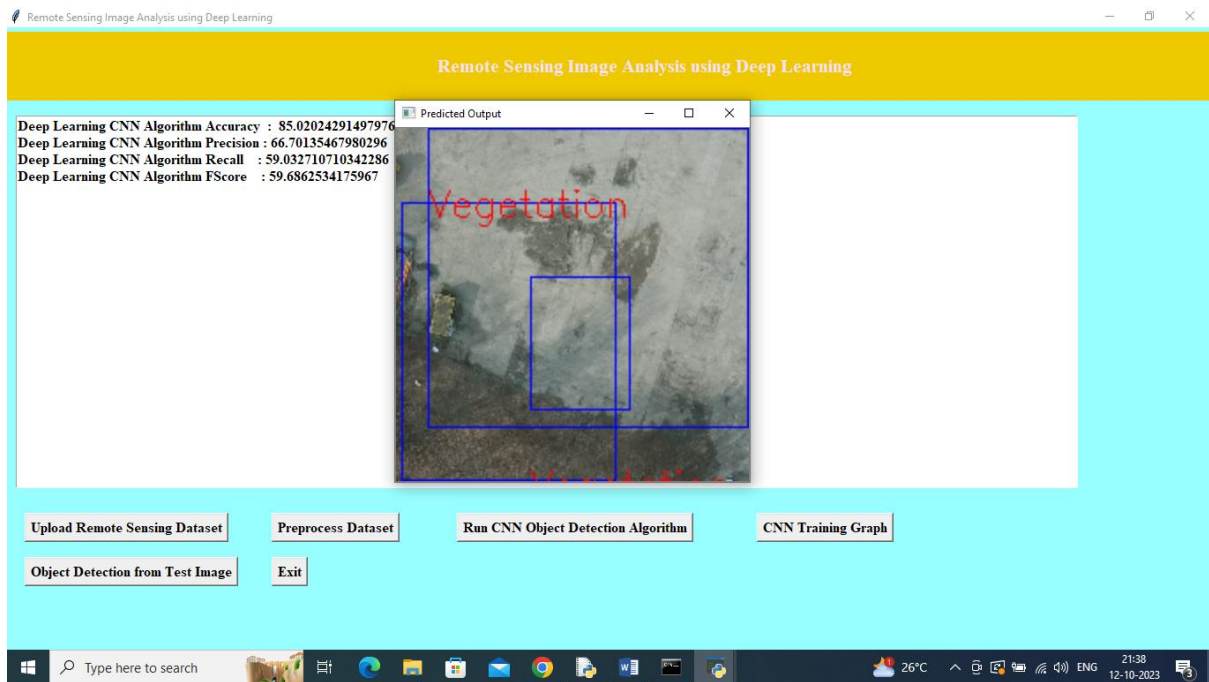 Remote Sensing Image Analysis using Deep Learning
Remote Sensing Image Analysis using Deep Learning
Predicted Output
Deep Learning CNN Algorithm Accuracy : 85.02024291497976
Deep Learning CNN Algorithm Precision : 66.70135467980296
Deep Learning CNN Algorithm Recall : 59.032710710342286
Deep Learning CNN Algorithm FScore : 59.6862534175967
Vegetation
Upload Remote Sensing Dataset
Preprocess Dataset
Run CNN Object Detection Algorithm
CNN Training Graph
Object Detection from Test Image
Exit
Type here to search
26°C
ENG
21:38
12-10-2023
3